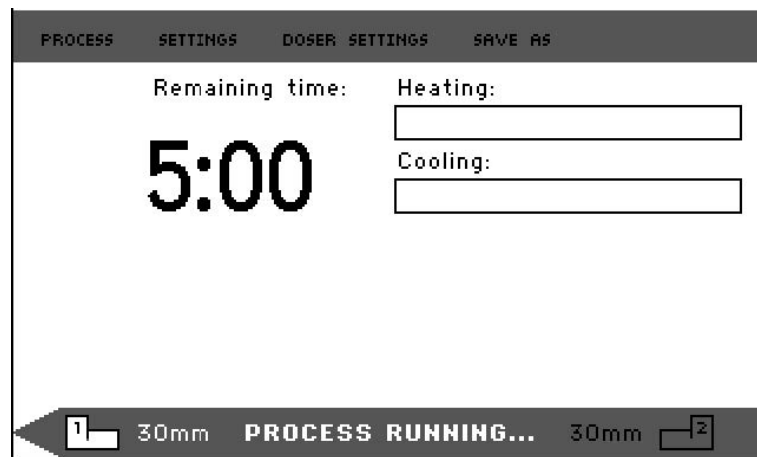 PROCESS SETTINGS DOSER SETTINGS SAVE AS
Remaining time:
5:00
Heating:
Cooling:
1 30mm PROCESS RUNNING... 30mm 2